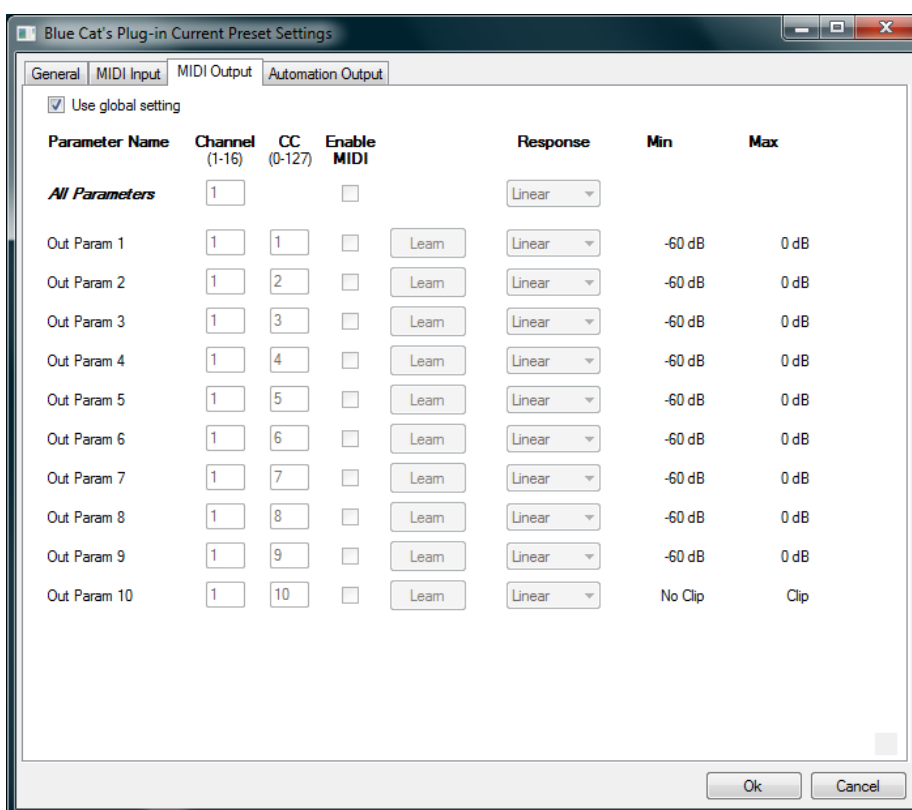 Blue Cat's Plug-in Current Preset Settings
General MIDI Input MIDI Output Automation Output
Use global setting
Parameter Name Channel CC Enable Response Min Max
(1-16) (0-127) MIDI
All Parameters 1 Linear
Out Param 1 1 1 Learn Linear -60 dB 0 dB
Out Param 2 1 2 Learn Linear -60 dB 0 dB
Out Param 3 1 3 Learn Linear -60 dB 0 dB
Out Param 4 1 4 Learn Linear -60 dB 0 dB
Out Param 5 1 5 Learn Linear -60 dB 0 dB
Out Param 6 1 6 Learn Linear -60 dB 0 dB
Out Param 7 1 7 Learn Linear -60 dB 0 dB
Out Param 8 1 8 Learn Linear -60 dB 0 dB
Out Param 9 1 9 Learn Linear -60 dB 0 dB
Out Param 10 1 10 Learn Linear No Clip Clip
Ok Cancel